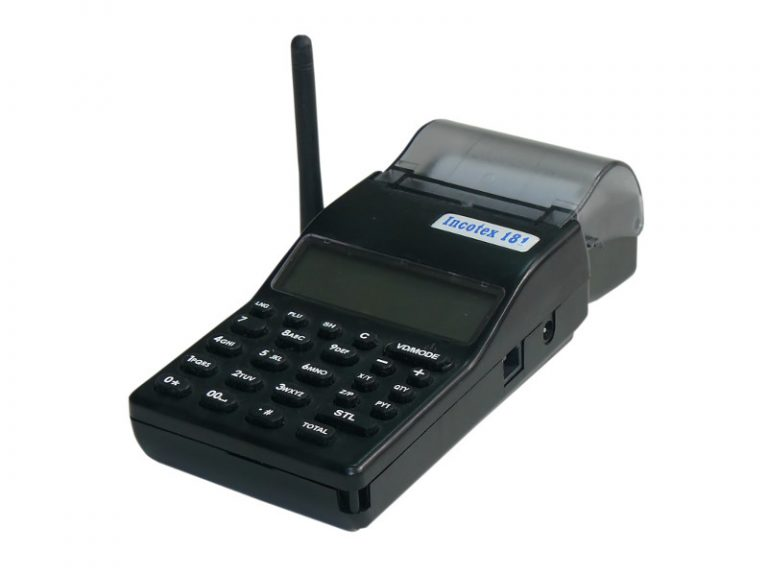 Incotex 181
LNG PLU SH C VD/MODE
7 8ABC 9DEF − +
4GHI 5JKL 6MNO X/Y QTY
1PQRS 2TUV 3WXYZ Z/P PY1
0* 00⎵ .# STL
TOTAL